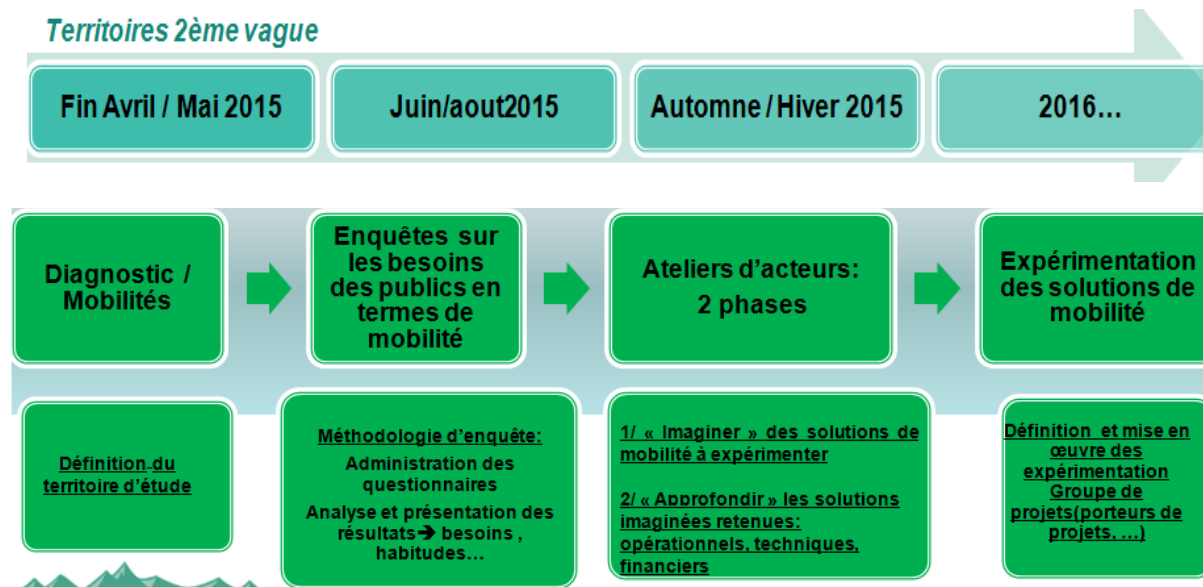 Territoires 2ème vague
Fin Avril / Mai 2015
Juin/aout2015
Automne / Hiver 2015
2016…
Diagnostic /
Mobilités
Enquêtes sur
les besoins
des publics en
termes de
mobilité
Ateliers d’acteurs:
2 phases
Expérimentation
des solutions de
mobilité
Définition du
territoire d’étude
Méthodologie d’enquête:
Administration des
questionnaires
Analyse et présentation des
résultats➔ besoins ,
habitudes…
1/ « Imaginer » des solutions de
mobilité à expérimenter
2/ « Approfondir » les solutions
imaginées retenues:
opérationnels, techniques,
financiers
Définition et mise en
œuvre des
expérimentation
Groupe de
projets(porteurs de
projets, …)